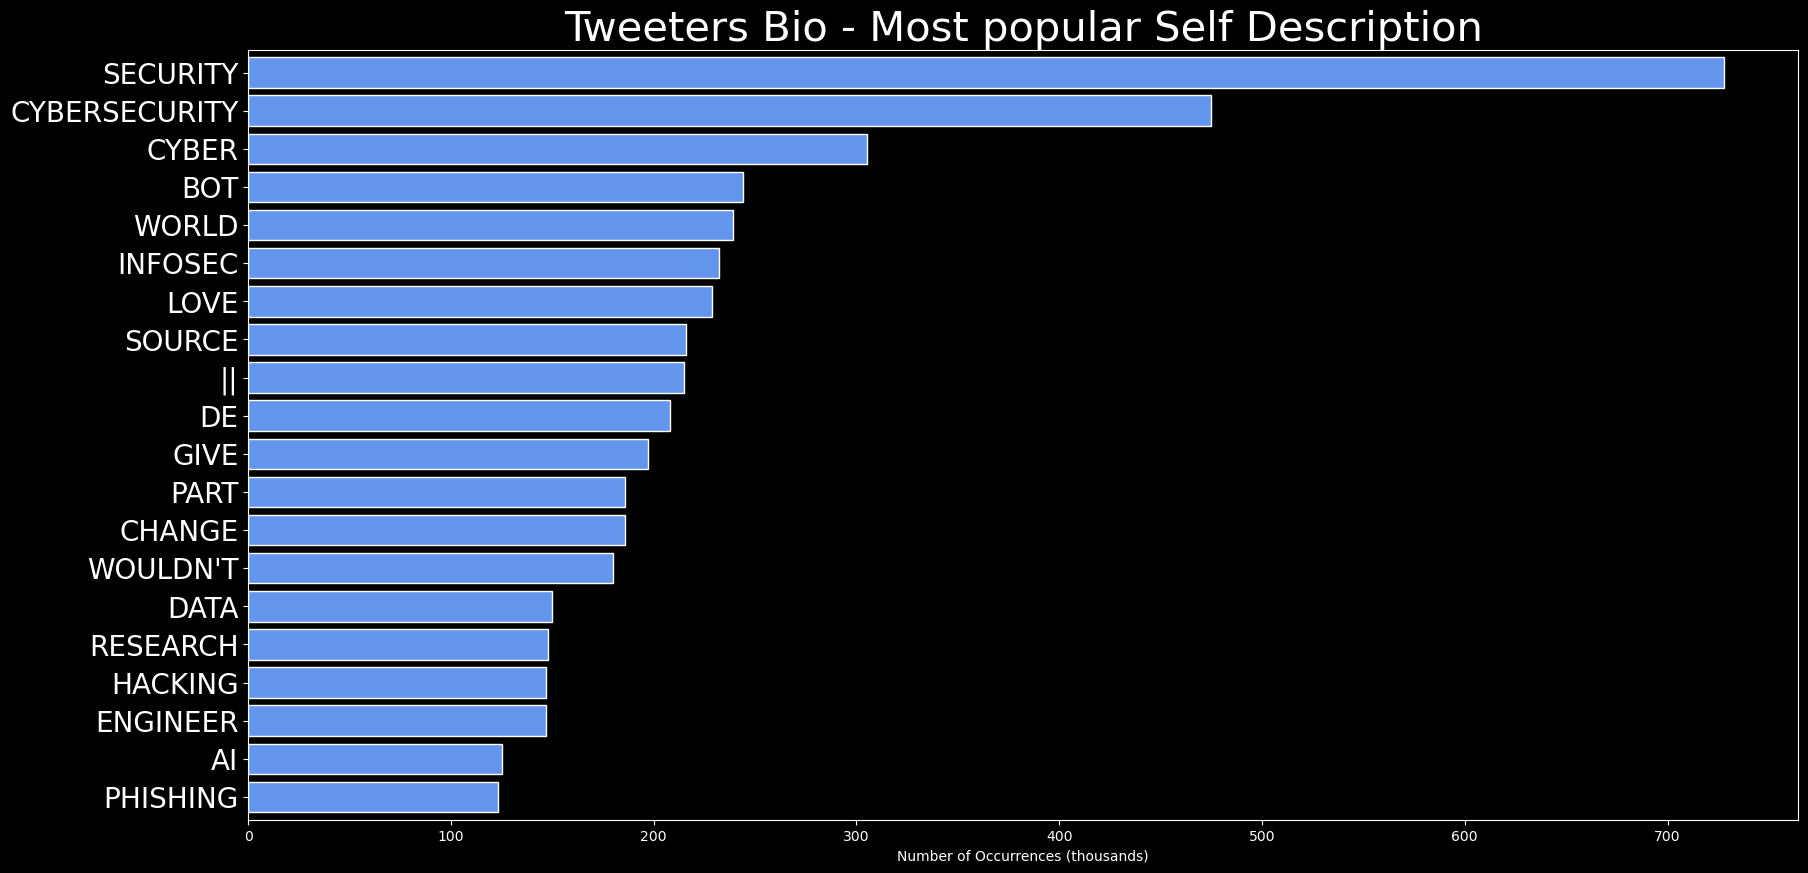 Tweeters Bio - Most popular Self Description
SECURITY
CYBERSECURITY
CYBER
BOT
WORLD
INFOSEC
LOVE
SOURCE
||
DE
GIVE
PART
CHANGE
WOULDN'T
DATA
RESEARCH
HACKING
ENGINEER
AI
PHISHING
0 100 200 300 400 500 600 700
Number of Occurrences (thousands)